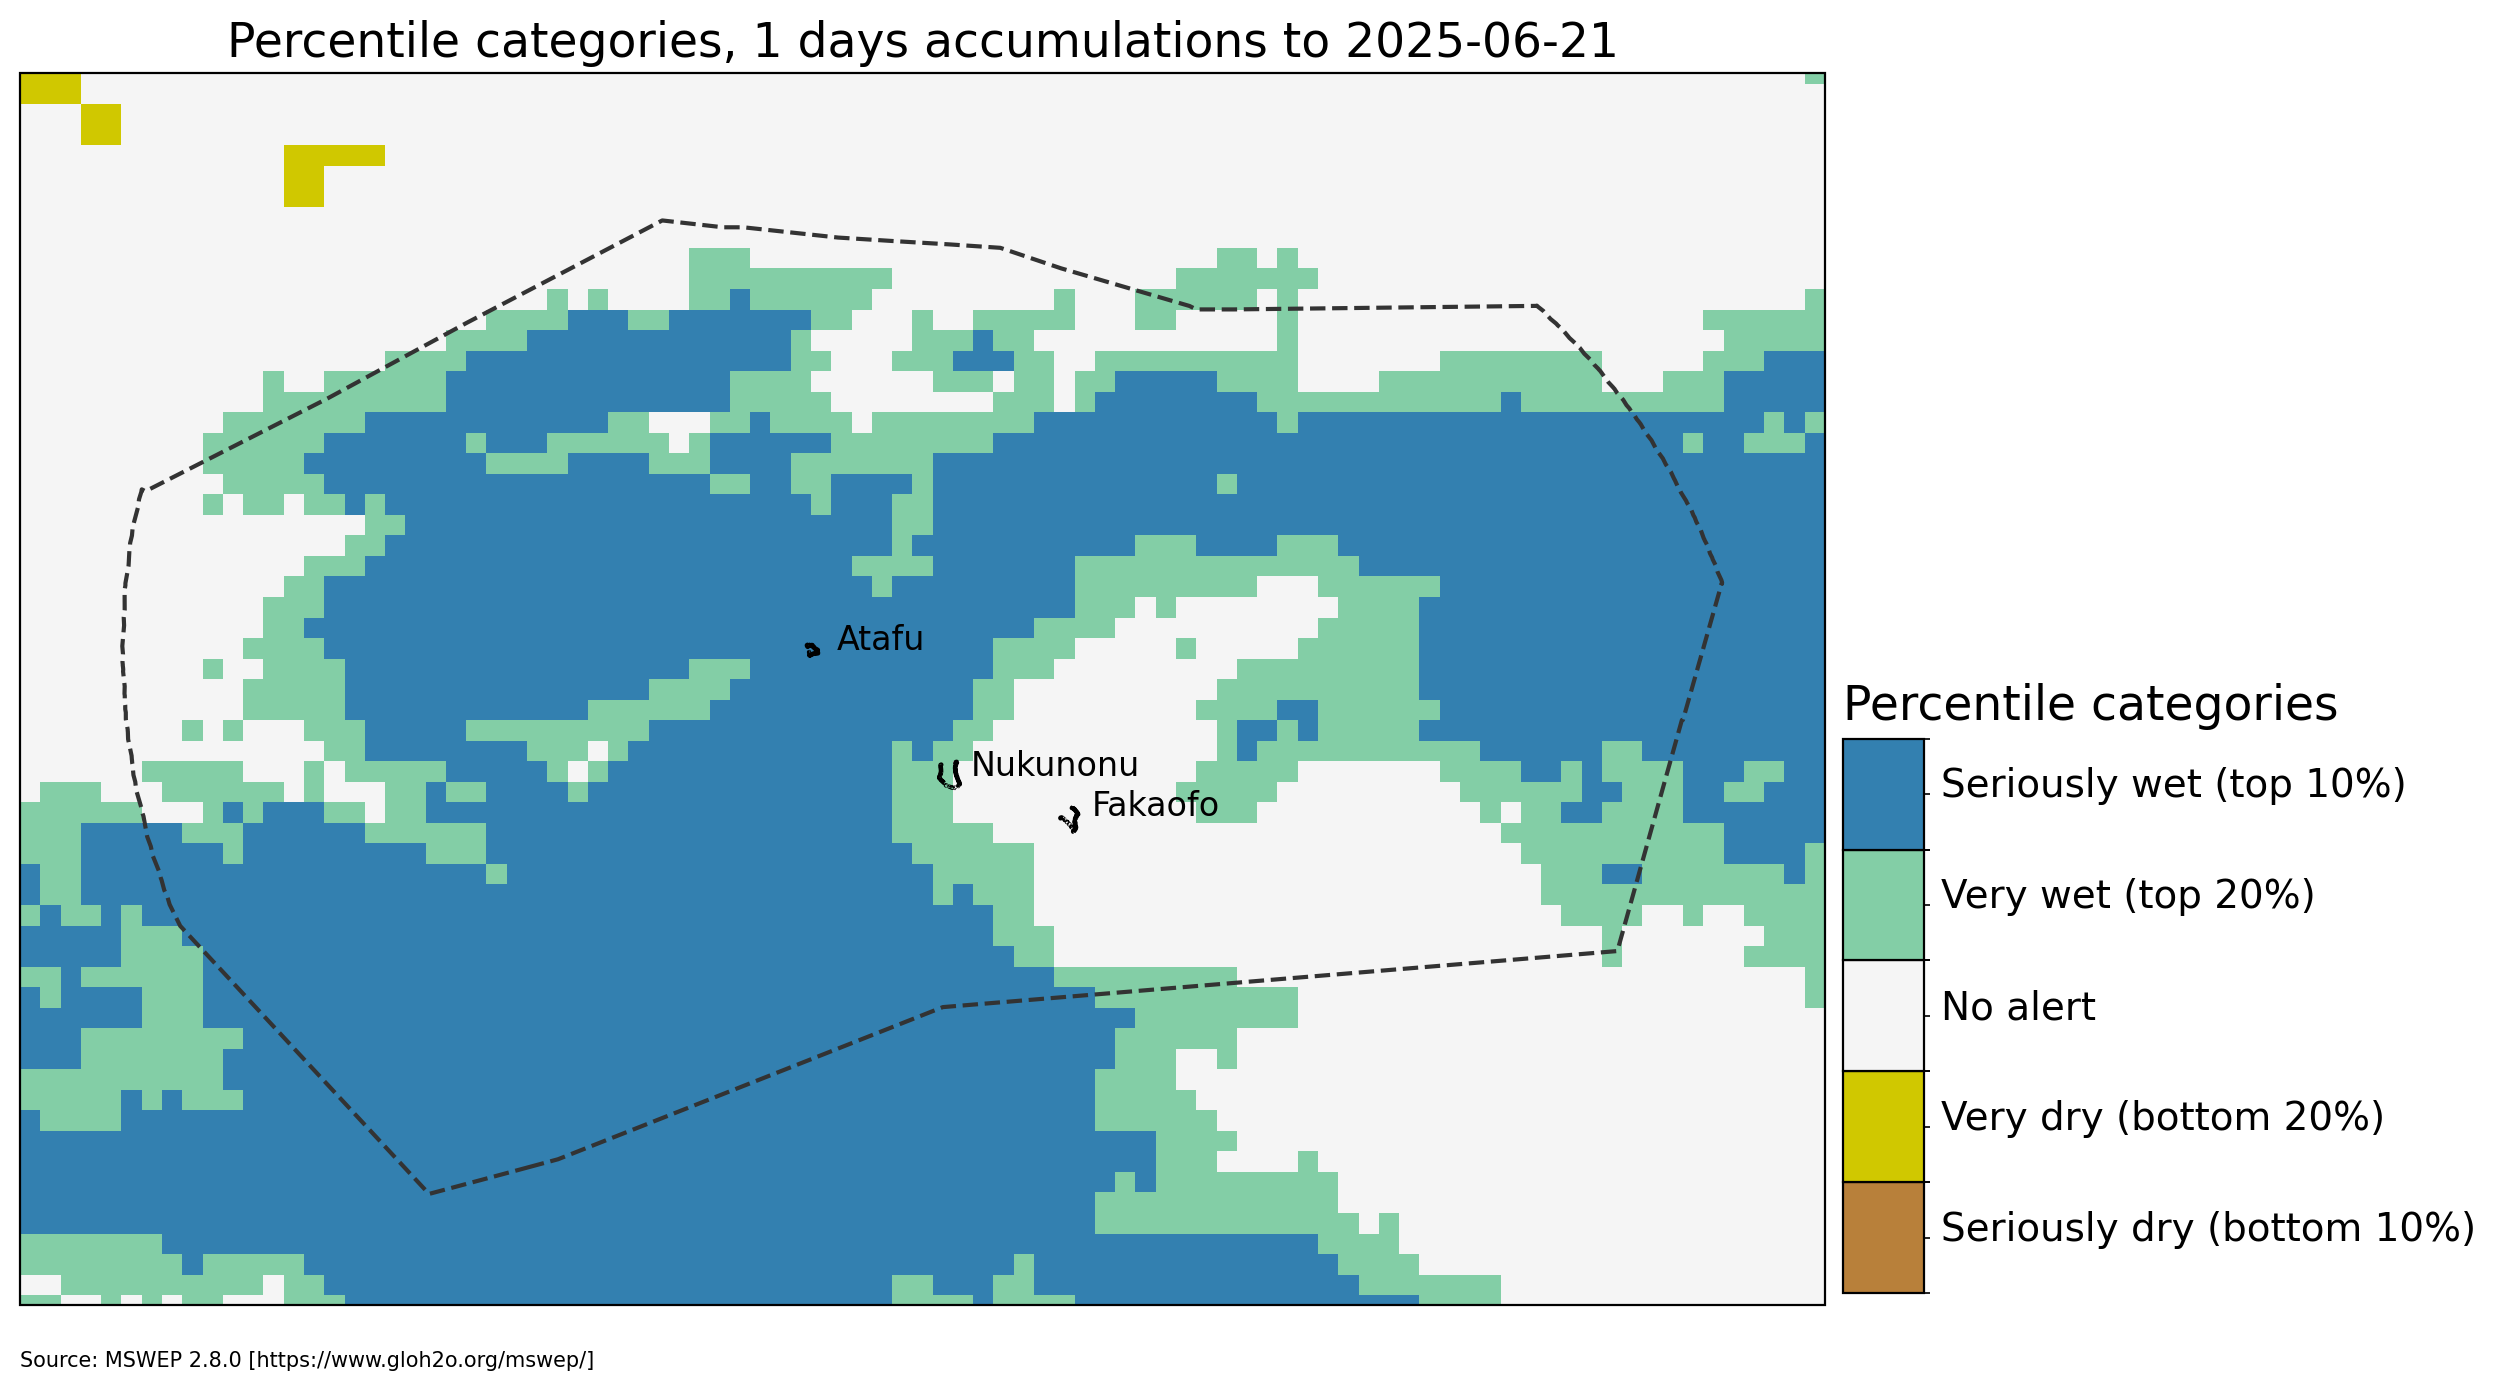 Percentile categories, 1 days accumulations to 2025-06-21
Atafu
Nukunonu
Fakaofo
Percentile categories
Seriously wet (top 10%)
Very wet (top 20%)
No alert
Very dry (bottom 20%)
Seriously dry (bottom 10%)
Source: MSWEP 2.8.0 [https://www.gloh2o.org/mswep/]